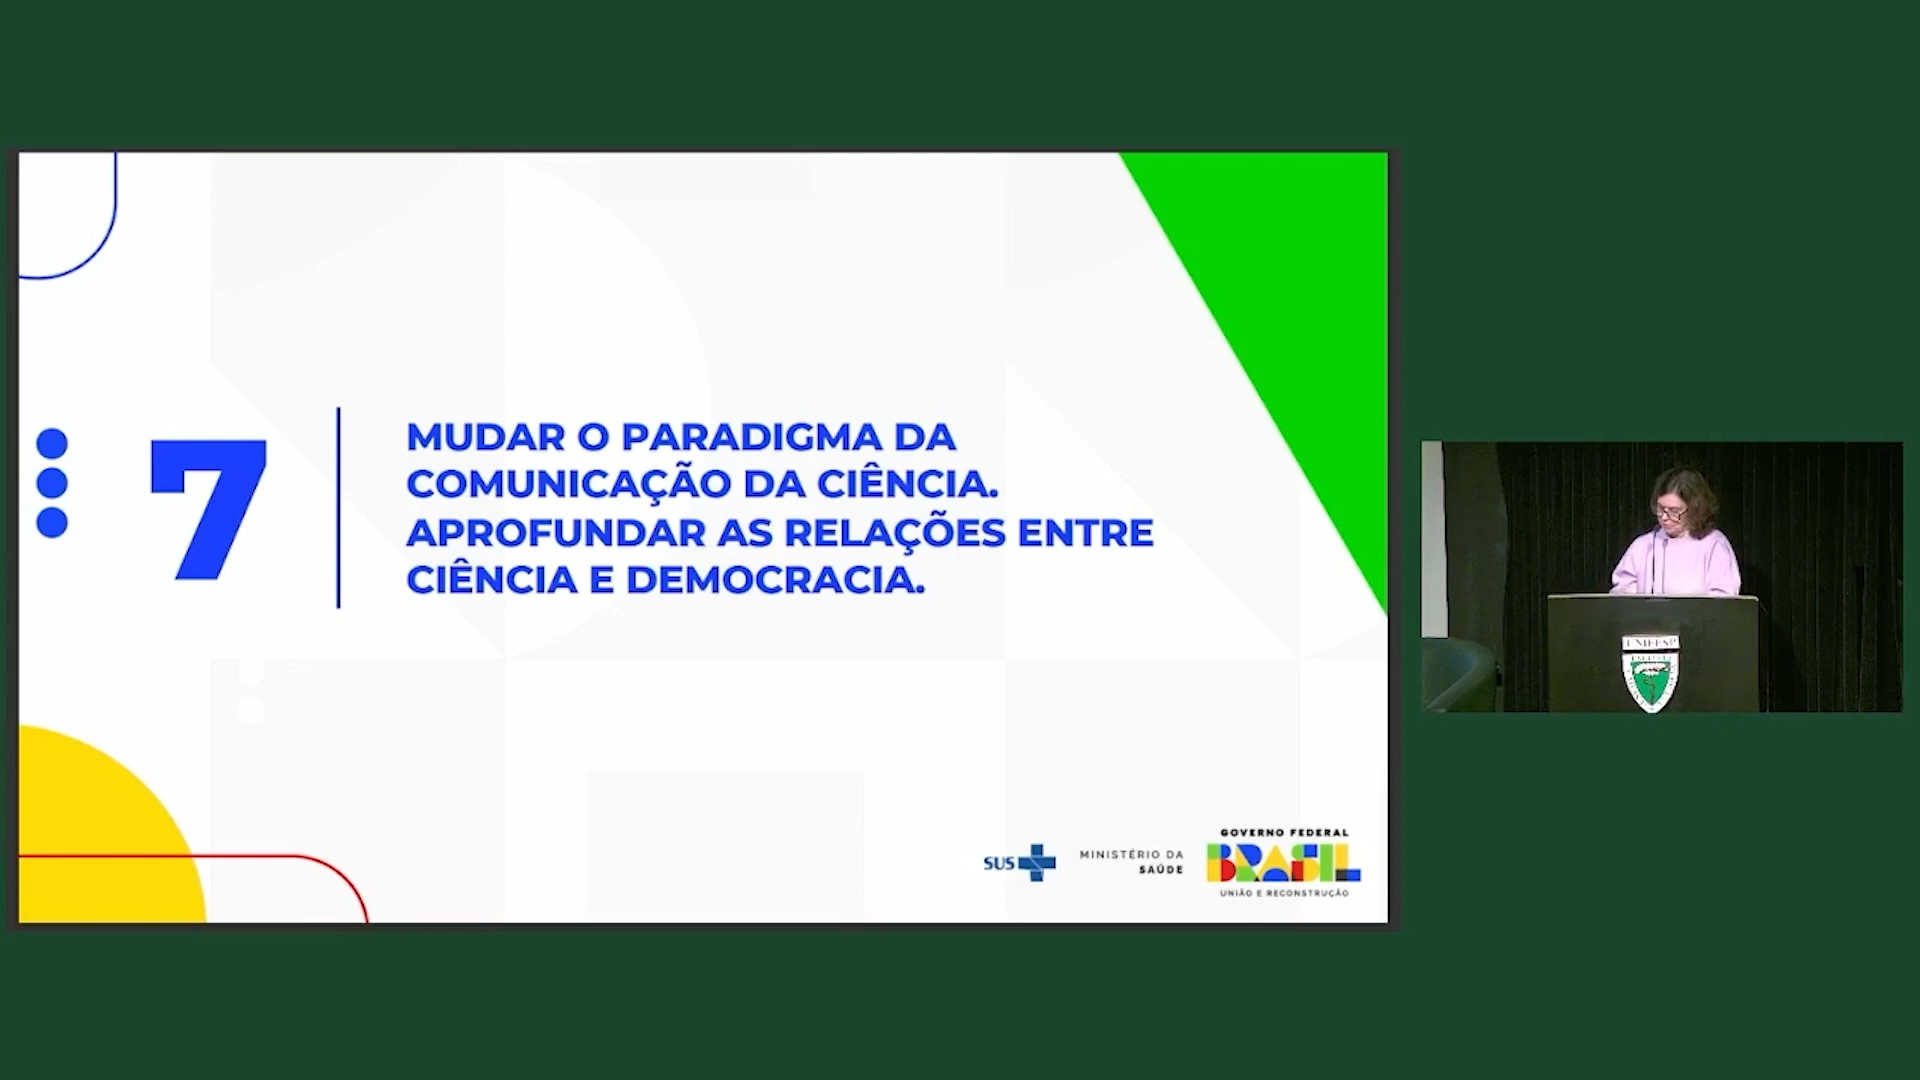 7
MUDAR O PARADIGMA DA
COMUNICAÇÃO DA CIÊNCIA.
APROFUNDAR AS RELAÇÕES ENTRE
CIÊNCIA E DEMOCRACIA.
SUS
MINISTÉRIO DA
SAÚDE
GOVERNO FEDERAL
BRASIL
UNIÃO E RECONSTRUÇÃO
UNIFESP